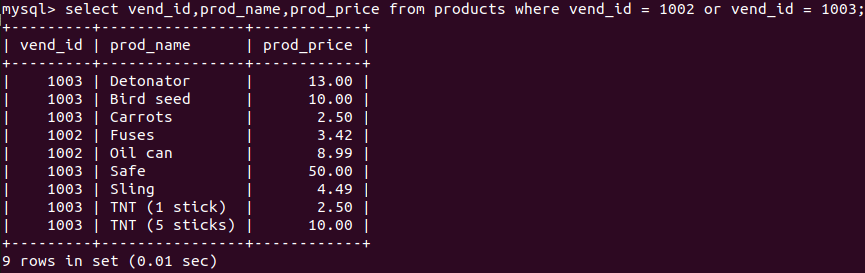 mysql> select vend_id,prod_name,prod_price from products where vend_id = 1002 or vend_id = 1003;
+---------+----------------+------------+
| vend_id | prod_name      | prod_price |
+---------+----------------+------------+
|    1003 | Detonator      |      13.00 |
|    1003 | Bird seed      |      10.00 |
|    1003 | Carrots        |       2.50 |
|    1002 | Fuses          |       3.42 |
|    1002 | Oil can        |       8.99 |
|    1003 | Safe           |      50.00 |
|    1003 | Sling          |       4.49 |
|    1003 | TNT (1 stick)  |       2.50 |
|    1003 | TNT (5 sticks) |      10.00 |
+---------+----------------+------------+
9 rows in set (0.01 sec)